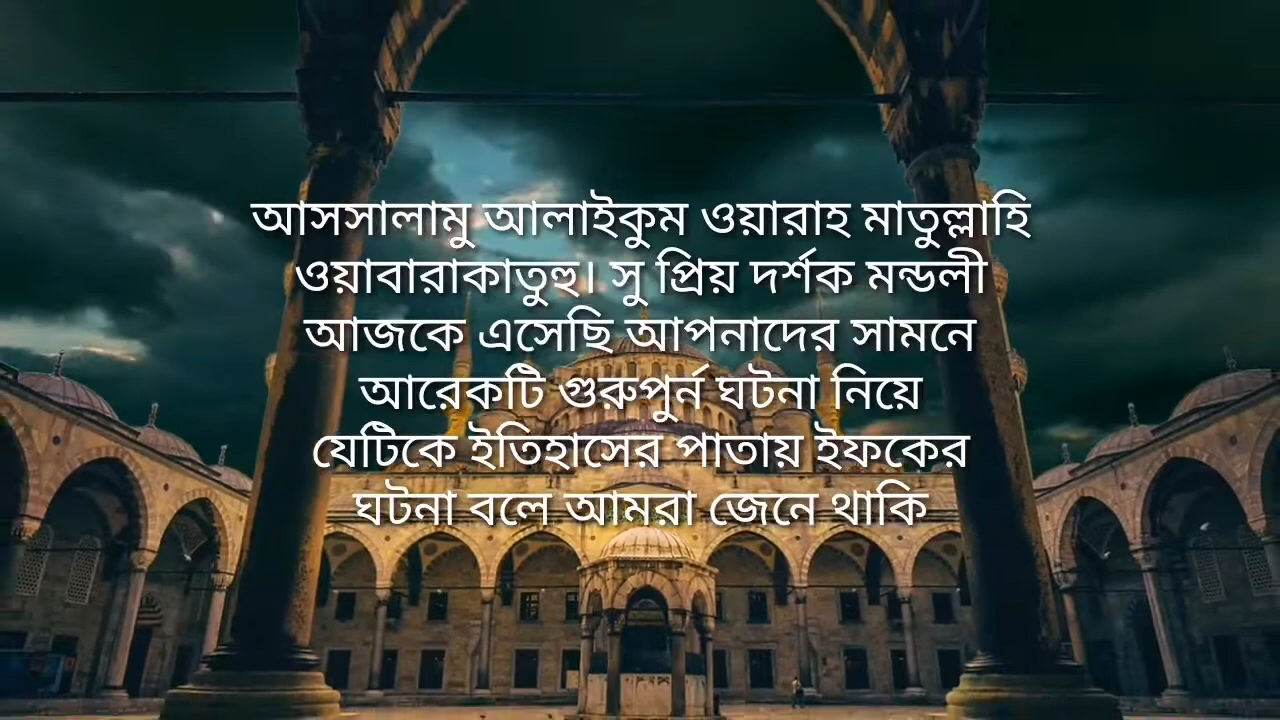 আসসালামু আলাইকুম ওয়ারাহ মাতুল্লাহি
ওয়াবারাকাতুহু। সু প্রিয় দর্শক মন্ডলী
আজকে এসেছি আপনাদের সামনে
আরেকটি গুরুপুর্ন ঘটনা নিয়ে
যেটিকে ইতিহাসের পাতায় ইফকের
ঘটনা বলে আমরা জেনে থাকি